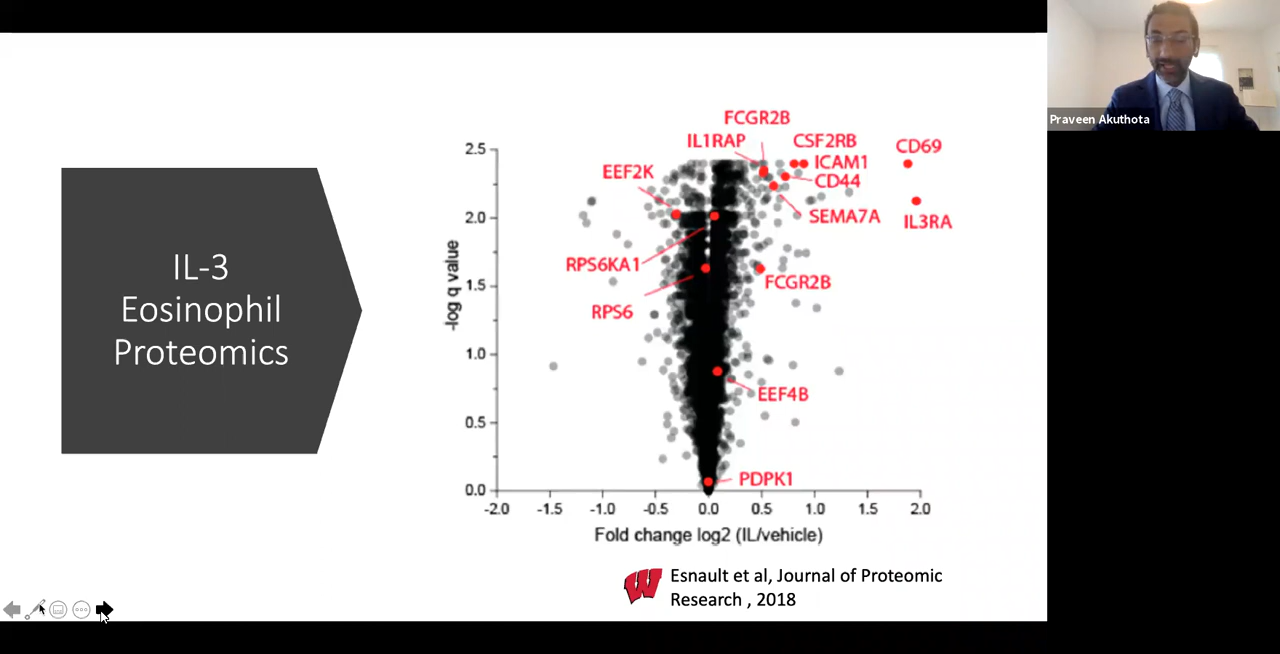 IL-3
Eosinophil
Proteomics
FCGR2B
IL1RAP
CSF2RB
CD69
EEF2K
ICAM1
CD44
SEMA7A
IL3RA
RPS6KA1
FCGR2B
RPS6
EEF4B
PDPK1
-log q value
2.5
2.0
1.5
1.0
0.5
0.0
-2.0 -1.5 -1.0 -0.5 0.0 0.5 1.0 1.5 2.0
Fold change log2 (IL/vehicle)
W
Esnault et al, Journal of Proteomic
Research , 2018
Praveen Akuthota